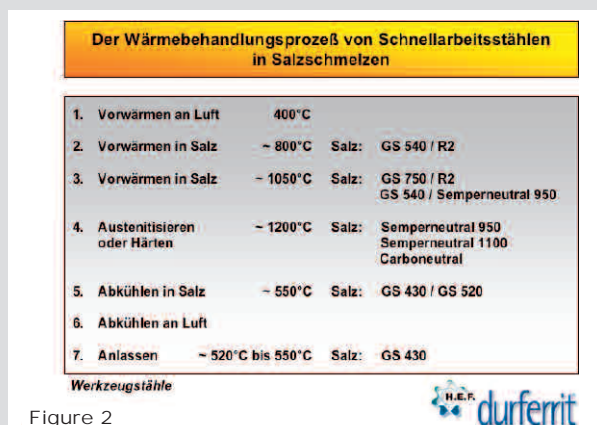 Der Wärmebehandlungsprozeß von Schnellarbeitsstählen
in Salzschmelzen
1. Vorwärmen an Luft 400°C
2. Vorwärmen in Salz ~ 800°C Salz: GS 540 / R2
3. Vorwärmen in Salz ~ 1050°C Salz: GS 750 / R2
GS 540 / Semperneutral 950
4. Austenitisieren ~ 1200°C Salz: Semperneutral 950
oder Härten Semperneutral 1100
Carboneutral
5. Abkühlen in Salz ~ 550°C Salz: GS 430 / GS 520
6. Abkühlen an Luft
7. Anlassen ~ 520°C bis 550°C Salz: GS 430
Werkzeugstähle
H.E.F. durferrit
Figure 2